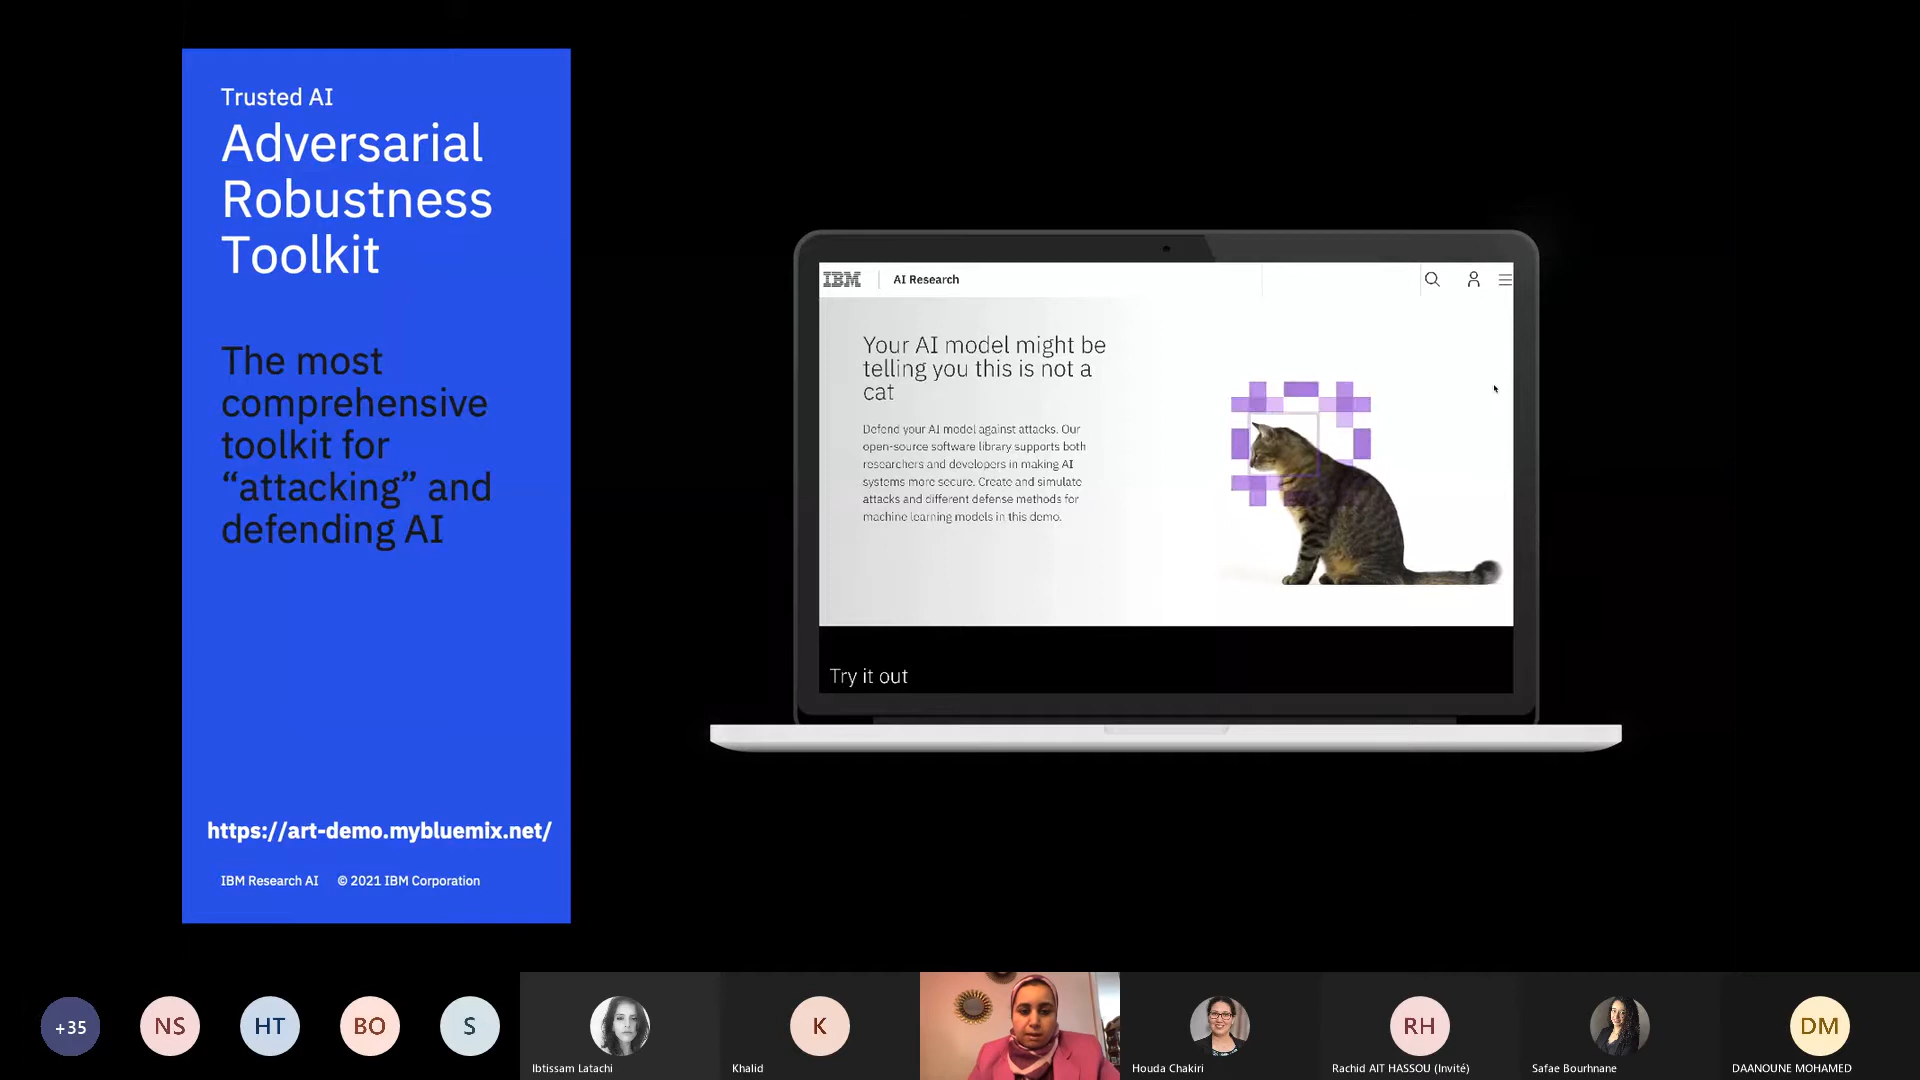 Trusted AI
Adversarial
Robustness
Toolkit
The most
comprehensive
toolkit for
“attacking” and
defending AI
https://art-demo.mybluemix.net/
IBM Research AI © 2021 IBM Corporation
IBM AI Research
Your AI model might be
telling you this is not a
cat
Defend your AI model against attacks. Our
open-source software library supports both
researchers and developers in making AI
systems more secure. Create and simulate
attacks and different defense methods for
machine learning models in this demo.
Try it out
+35
NS
HT
BO
S
Ibtissam Latachi
K
Khalid
Houda Chakiri
RH
Rachid AIT HASSOU (Invité)
Safae Bourhnane
DM
DAANOUNE MOHAMED